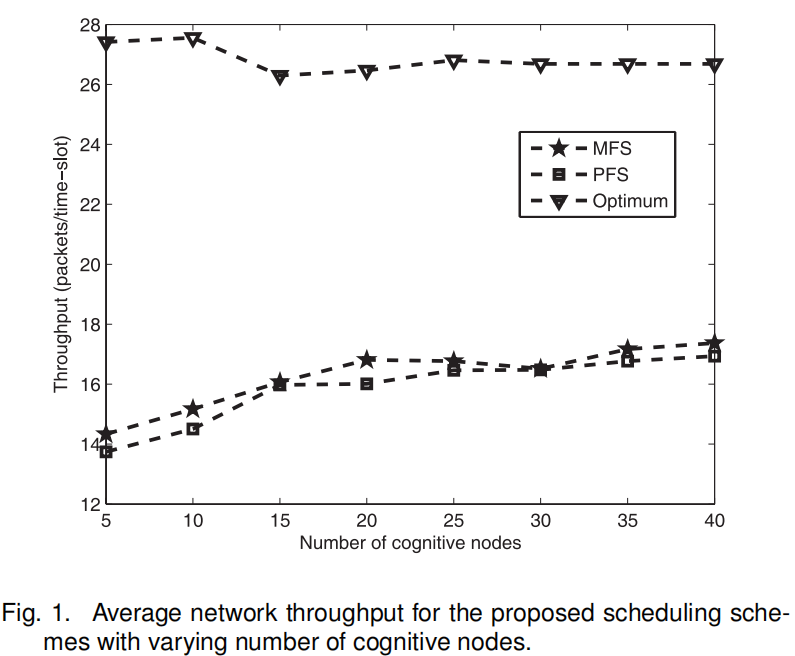 28
26
24
22
20
18
16
14
12
Throughput (packets/time−slot)
MFS
PFS
Optimum
5 10 15 20 25 30 35 40
Number of cognitive nodes
Fig. 1. Average network throughput for the proposed scheduling sche-
mes with varying number of cognitive nodes.